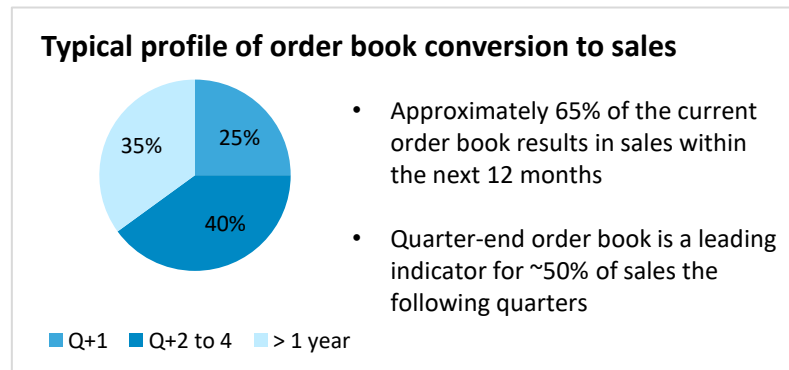 Typical profile of order book conversion to sales
35%
25%
40%
• Approximately 65% of the current
order book results in sales within
the next 12 months
• Quarter-end order book is a leading
indicator for ~50% of sales the
following quarters
Q+1 Q+2 to 4 > 1 year